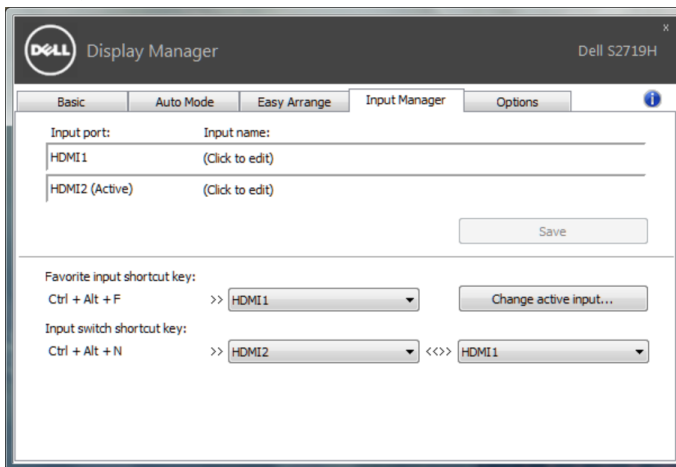 x
DELL Display Manager Dell S2719H
Basic Auto Mode Easy Arrange Input Manager Options i
Input port: Input name:
HDMI1 (Click to edit)
HDMI2 (Active) (Click to edit)
Save
Favorite input shortcut key:
Ctrl + Alt + F >> HDMI1 Change active input...
Input switch shortcut key:
Ctrl + Alt + N >> HDMI2 <<>> HDMI1